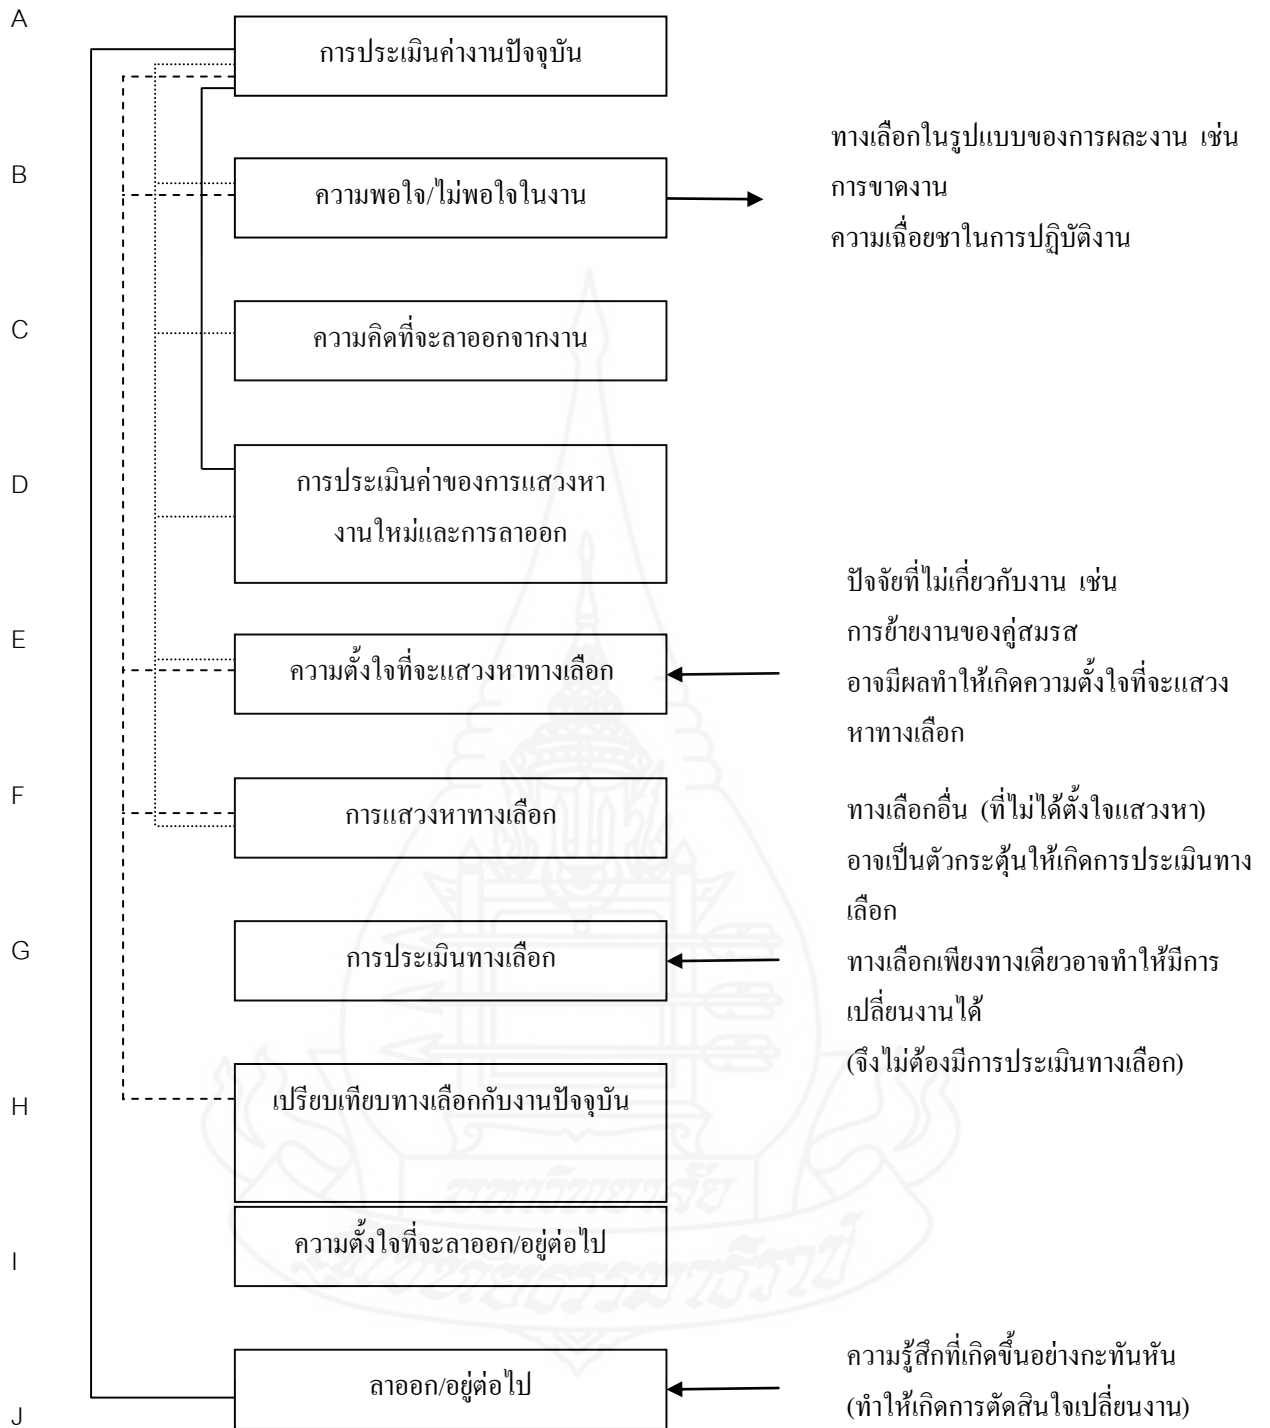 A
การประเมินค่างานปัจจุบัน
ทางเลือกในรูปแบบของการผละงาน เช่น
B
ความพอใจ/ไม่พอใจในงาน
การขาดงาน
ความเฉื่อยชาในการปฏิบัติงาน
C
ความคิดที่จะลาออกจากงาน
D
การประเมินค่าของการแสวงหา
งานใหม่และการลาออก
ปัจจัยที่ไม่เกี่ยวกับงาน เช่น
การย้ายงานของคู่สมรส
อาจมีผลทำให้เกิดความตั้งใจที่จะแสวง
หาทางเลือก
E
ความตั้งใจที่จะแสวงหาทางเลือก
F
การแสวงหาทางเลือก
ทางเลือกอื่น (ที่ไม่ได้ตั้งใจแสวงหา)
อาจเป็นตัวกระตุ้นให้เกิดการประเมินทาง
เลือก
G
การประเมินทางเลือก
ทางเลือกเพียงทางเดียวอาจทำให้มีการ
เปลี่ยนงานได้
(จึงไม่ต้องมีการประเมินทางเลือก)
H
เปรียบเทียบทางเลือกกับงานปัจจุบัน
มหาวิทยาลัย
I
ความตั้งใจที่จะลาออก/อยู่ต่อไป
สุโขทัยธรรมาธิราช
ความรู้สึกที่เกิดขึ้นอย่างกะทันหัน
(ทำให้เกิดการตัดสินใจเปลี่ยนงาน)
J
ลาออก/อยู่ต่อไป